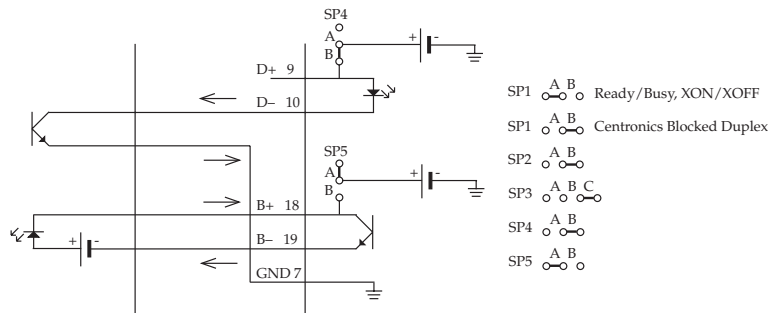 SP4
A
B
+ -
D+ 9
D– 10
SP5
A
B
+ -
B+ 18
+ -
B– 19
GND 7
A B
SP1 Ready/Busy, XON/XOFF
A B
SP1 Centronics Blocked Duplex
A B
SP2
A B C
SP3
A B
SP4
A B
SP5